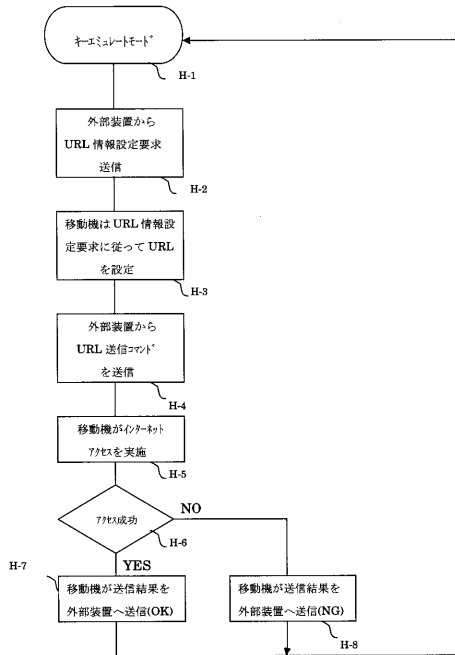 キーエミュレートモード
H-1
外部装置から
URL 情報設定要求
送信
H-2
移動機は URL 情報設
定要求に従って URL
を設定
H-3
外部装置から
URL 送信コマンド
を送信
H-4
移動機がインターネット
アクセスを実施
H-5
アクセス成功
NO
H-6
YES
H-7
移動機が送信結果を
外部装置へ送信(OK)
移動機が送信結果を
外部装置へ送信(NG)
H-8